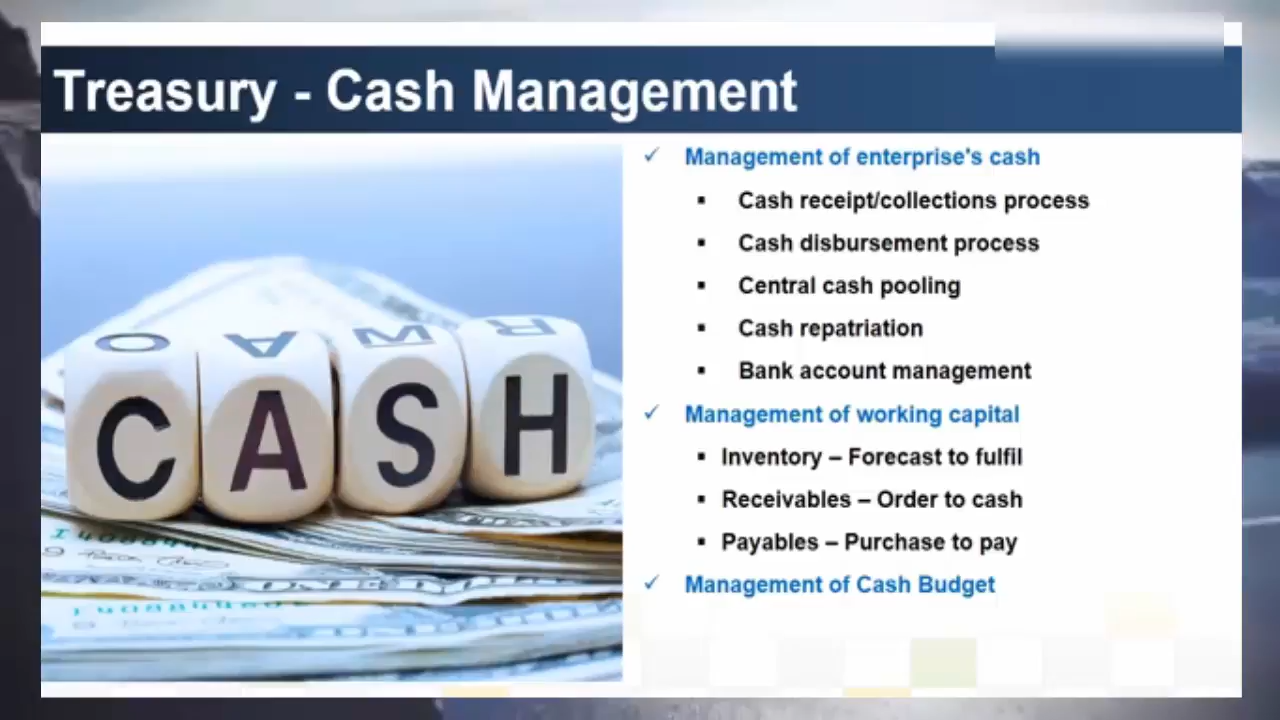 Treasury - Cash Management
✓ Management of enterprise's cash
▪ Cash receipt/collections process
▪ Cash disbursement process
▪ Central cash pooling
▪ Cash repatriation
▪ Bank account management
✓ Management of working capital
▪ Inventory – Forecast to fulfil
▪ Receivables – Order to cash
▪ Payables – Purchase to pay
✓ Management of Cash Budget
O A M R
C A S H